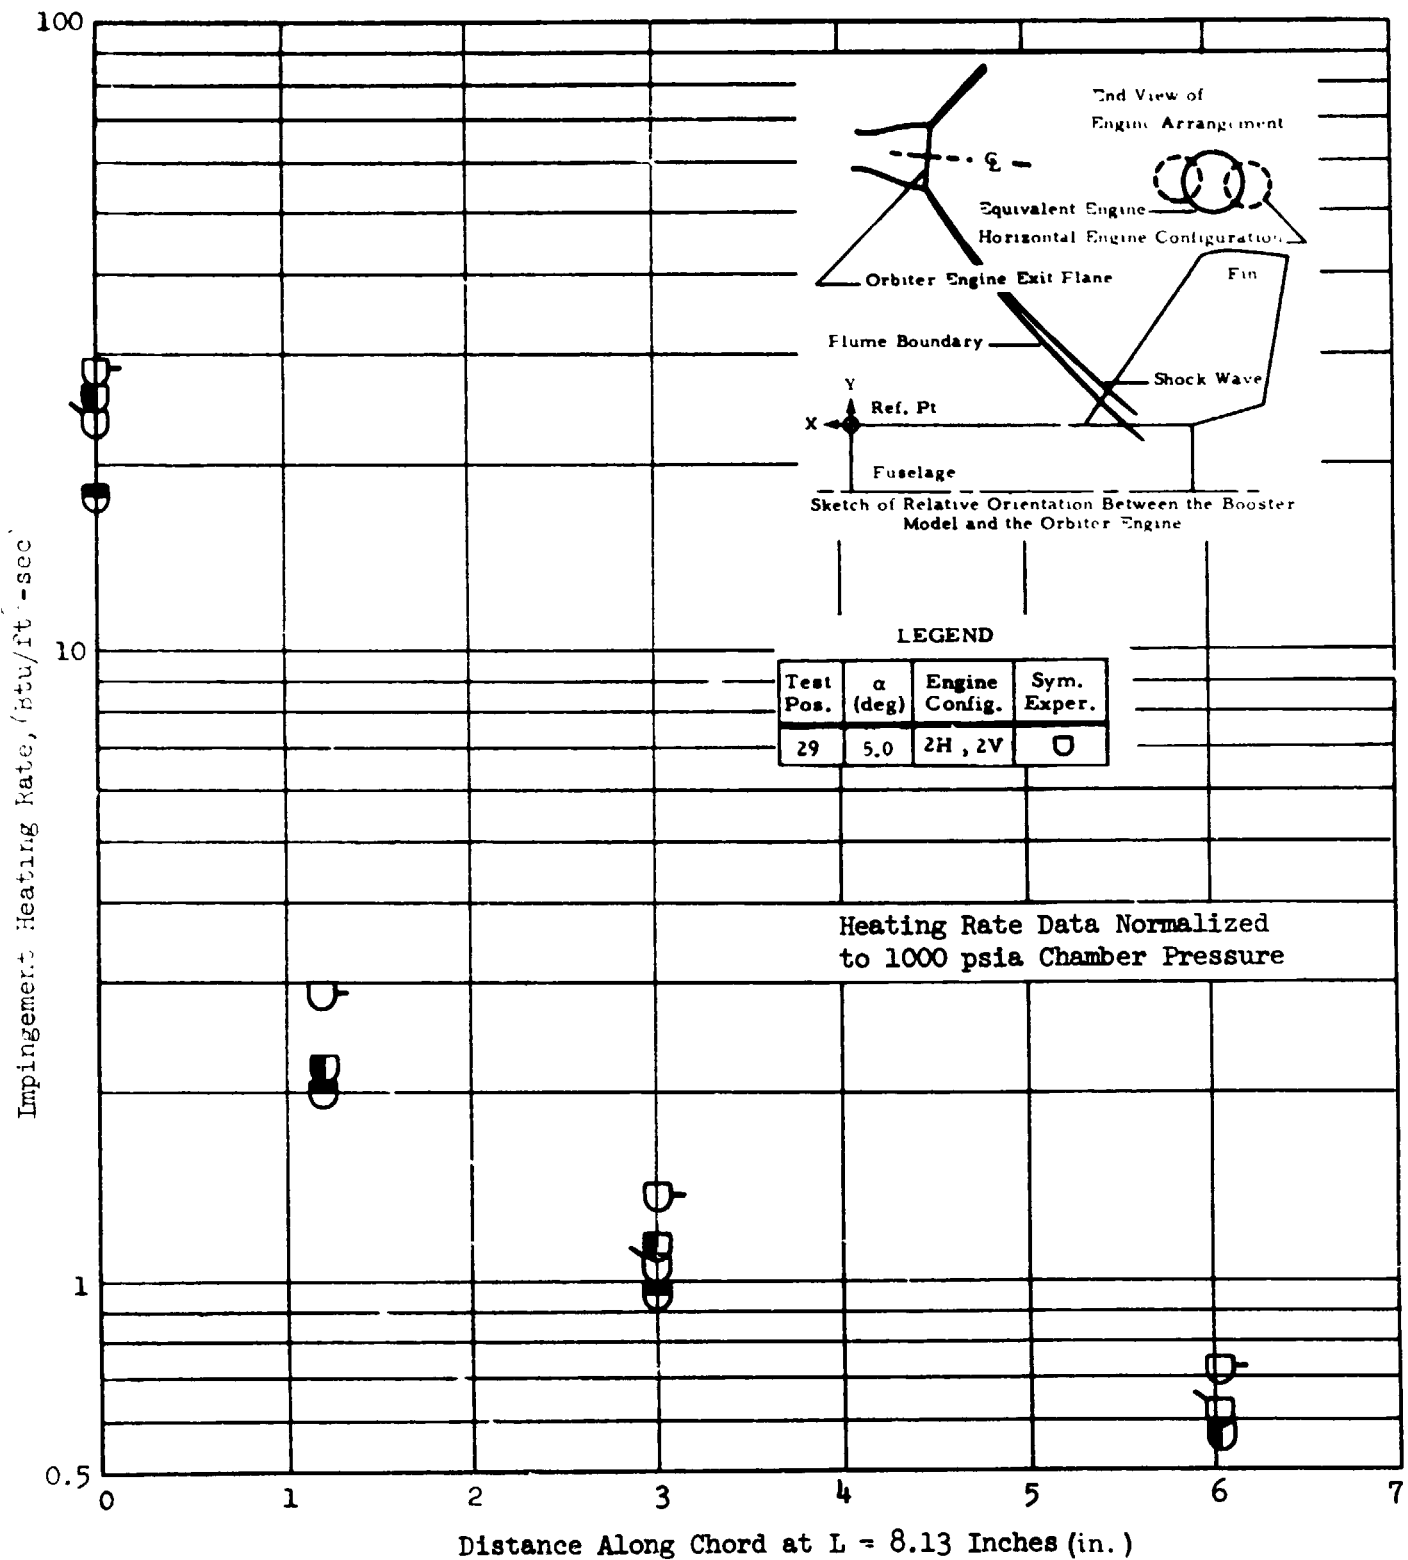 100
10
1
0.5
0
1
2
3
4
5
6
7
Impingement Heating Rate, (Btu/ft -sec
Distance Along Chord at L = 8.13 Inches (in.)
End View of
Engine Arrangement
℄
Equivalent Engine
Horizontal Engine Configuration
Orbiter Engine Exit Plane
Fin
Plume Boundary
Shock Wave
Y
X
Ref. Pt
Fuselage
Sketch of Relative Orientation Between the Booster
Model and the Orbiter Engine
LEGEND
Test Pos. α (deg) Engine Config. Sym. Exper.
29 5.0 2H , 2V
Heating Rate Data Normalized
to 1000 psia Chamber Pressure